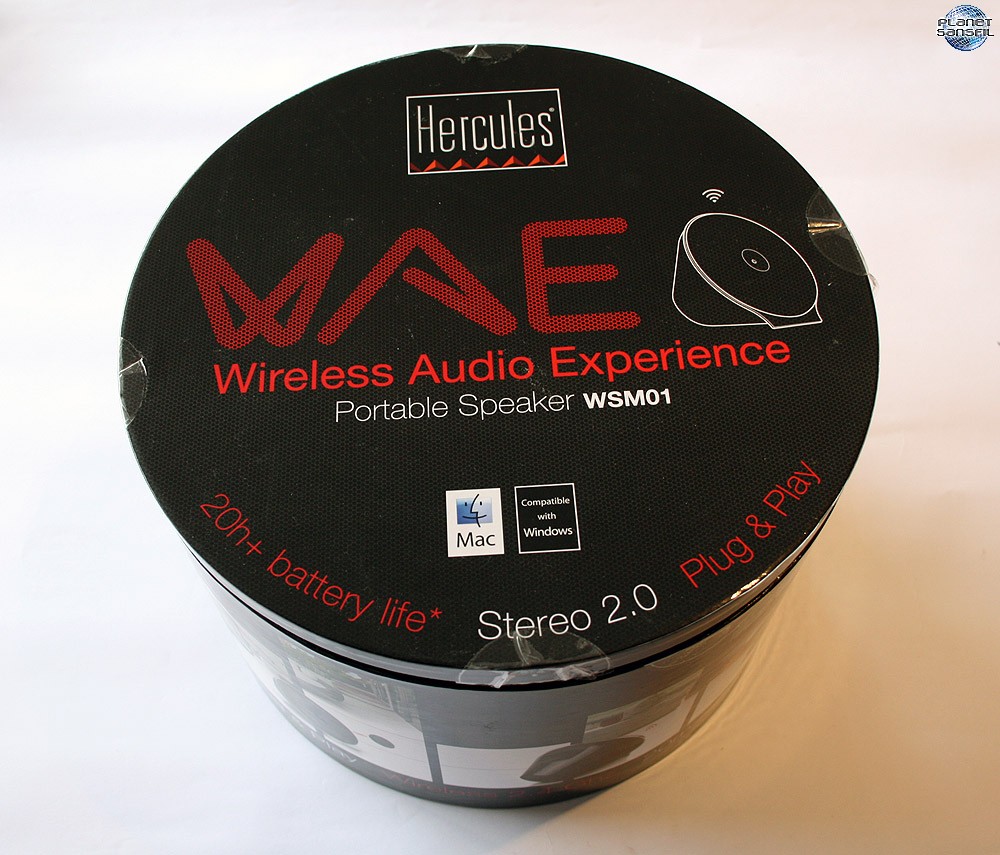 PLANET
SANSFIL
Hercules®
WAE
Wireless Audio Experience
Portable Speaker WSM01
Mac
Compatible
with
Windows
20h+ battery life*
Stereo 2.0
Plug & Play